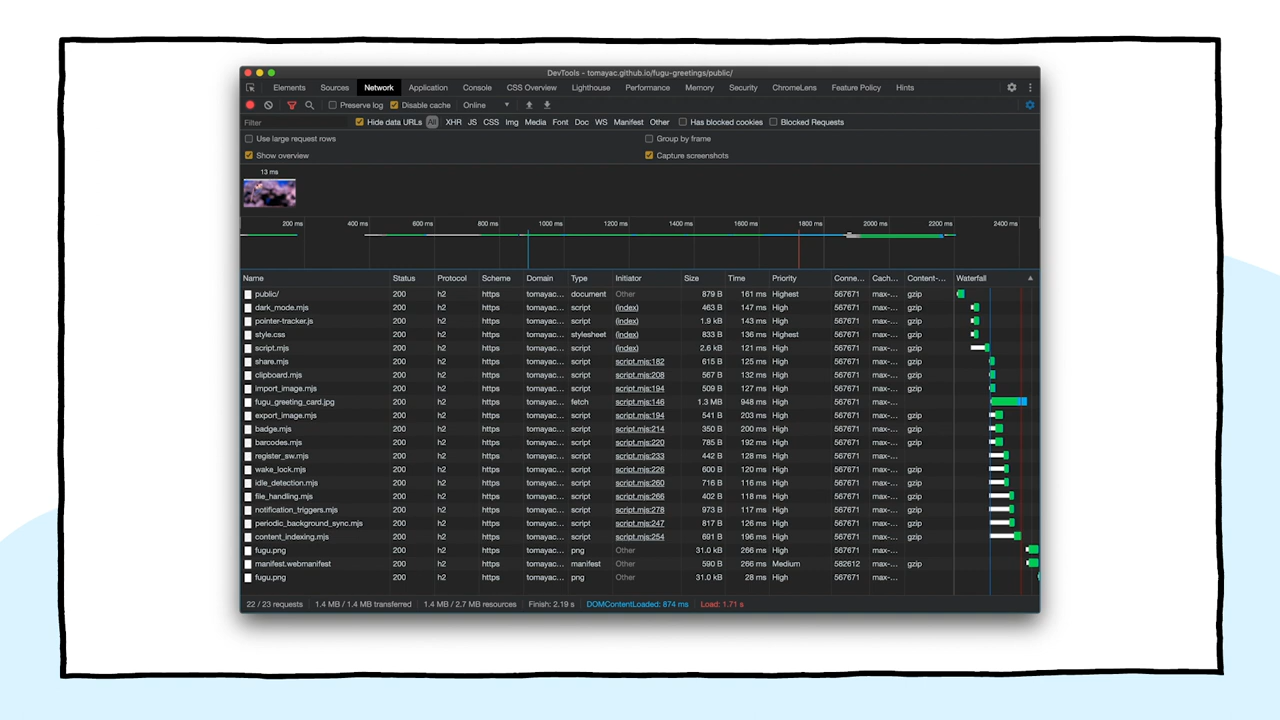 DevTools - tomayac.github.io/fugu-greetings/public/
Elements Sources Network Application Console CSS Overview Lighthouse Performance Memory Security ChromeLens Feature Policy Hints
Preserve log Disable cache Online
Filter Hide data URLs All XHR JS CSS Img Media Font Doc WS Manifest Other Has blocked cookies Blocked Requests
Use large request rows Group by frame
Show overview Capture screenshots
13 ms
200 ms 400 ms 600 ms 800 ms 1000 ms 1200 ms 1400 ms 1600 ms 1800 ms 2000 ms 2200 ms 2400 ms
Name Status Protocol Scheme Domain Type Initiator Size Time Priority Conne... Cach... Content-... Waterfall
public/ 200 h2 https tomayac... document Other 879 B 161 ms Highest 567671 max-... gzip
dark_mode.mjs 200 h2 https tomayac... script (index) 463 B 147 ms High 567671 max-... gzip
pointer-tracker.js 200 h2 https tomayac... script (index) 1.9 kB 143 ms High 567671 max-... gzip
style.css 200 h2 https tomayac... stylesheet (index) 833 B 136 ms Highest 567671 max-... gzip
script.mjs 200 h2 https tomayac... script (index) 2.6 kB 121 ms High 567671 max-... gzip
share.mjs 200 h2 https tomayac... script script.mjs:182 615 B 125 ms High 567671 max-... gzip
clipboard.mjs 200 h2 https tomayac... script script.mjs:208 567 B 132 ms High 567671 max-... gzip
import_image.mjs 200 h2 https tomayac... script script.mjs:194 509 B 127 ms High 567671 max-... gzip
fugu_greeting_card.jpg 200 h2 https tomayac... fetch script.mjs:146 1.3 MB 948 ms High 567671 max-...
export_image.mjs 200 h2 https tomayac... script script.mjs:194 541 B 203 ms High 567671 max-... gzip
badge.mjs 200 h2 https tomayac... script script.mjs:214 350 B 200 ms High 567671 max-... gzip
barcodes.mjs 200 h2 https tomayac... script script.mjs:220 785 B 192 ms High 567671 max-... gzip
register_sw.mjs 200 h2 https tomayac... script script.mjs:233 442 B 128 ms High 567671 max-... gzip
wake_lock.mjs 200 h2 https tomayac... script script.mjs:226 600 B 120 ms High 567671 max-... gzip
idle_detection.mjs 200 h2 https tomayac... script script.mjs:260 716 B 116 ms High 567671 max-... gzip
file_handling.mjs 200 h2 https tomayac... script script.mjs:266 402 B 118 ms High 567671 max-... gzip
notification_triggers.mjs 200 h2 https tomayac... script script.mjs:278 973 B 117 ms High 567671 max-... gzip
periodic_background_sync.mjs 200 h2 https tomayac... script script.mjs:247 817 B 126 ms High 567671 max-... gzip
content_indexing.mjs 200 h2 https tomayac... script script.mjs:254 691 B 196 ms High 567671 max-... gzip
fugu.png 200 h2 https tomayac... png Other 31.0 kB 266 ms High 567671 max-...
manifest.webmanifest 200 h2 https tomayac... manifest Other 590 B 266 ms Medium 582612 max-... gzip
fugu.png 200 h2 https tomayac... png Other 31.0 kB 28 ms High 567671 max-...
22 / 23 requests 1.4 MB / 1.4 MB transferred 1.4 MB / 2.7 MB resources Finish: 2.19 s DOMContentLoaded: 874 ms Load: 1.71 s